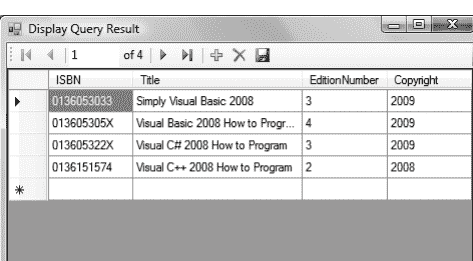 Display Query Result
1 of 4
ISBN Title EditionNumber Copyright
0136053033 Simply Visual Basic 2008 3 2009
013605305X Visual Basic 2008 How to Progr... 4 2009
013605322X Visual C# 2008 How to Program 3 2009
0136151574 Visual C++ 2008 How to Program 2 2008